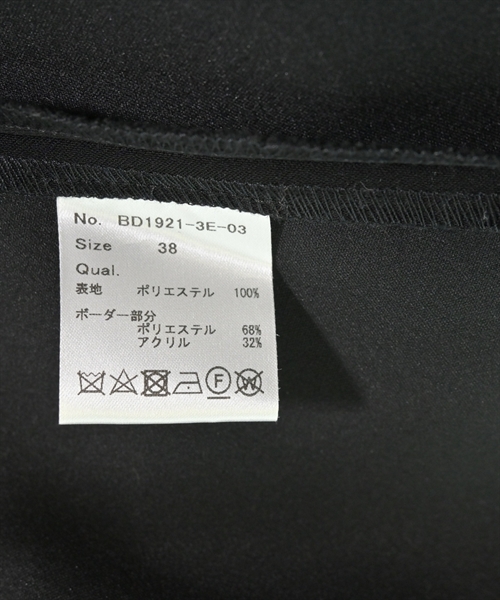 No. BD1921-3E-03
Size 38
Qual.
表地 ポリエステル 100%
ボーダー部分
ポリエステル 68%
アクリル 32%
F W